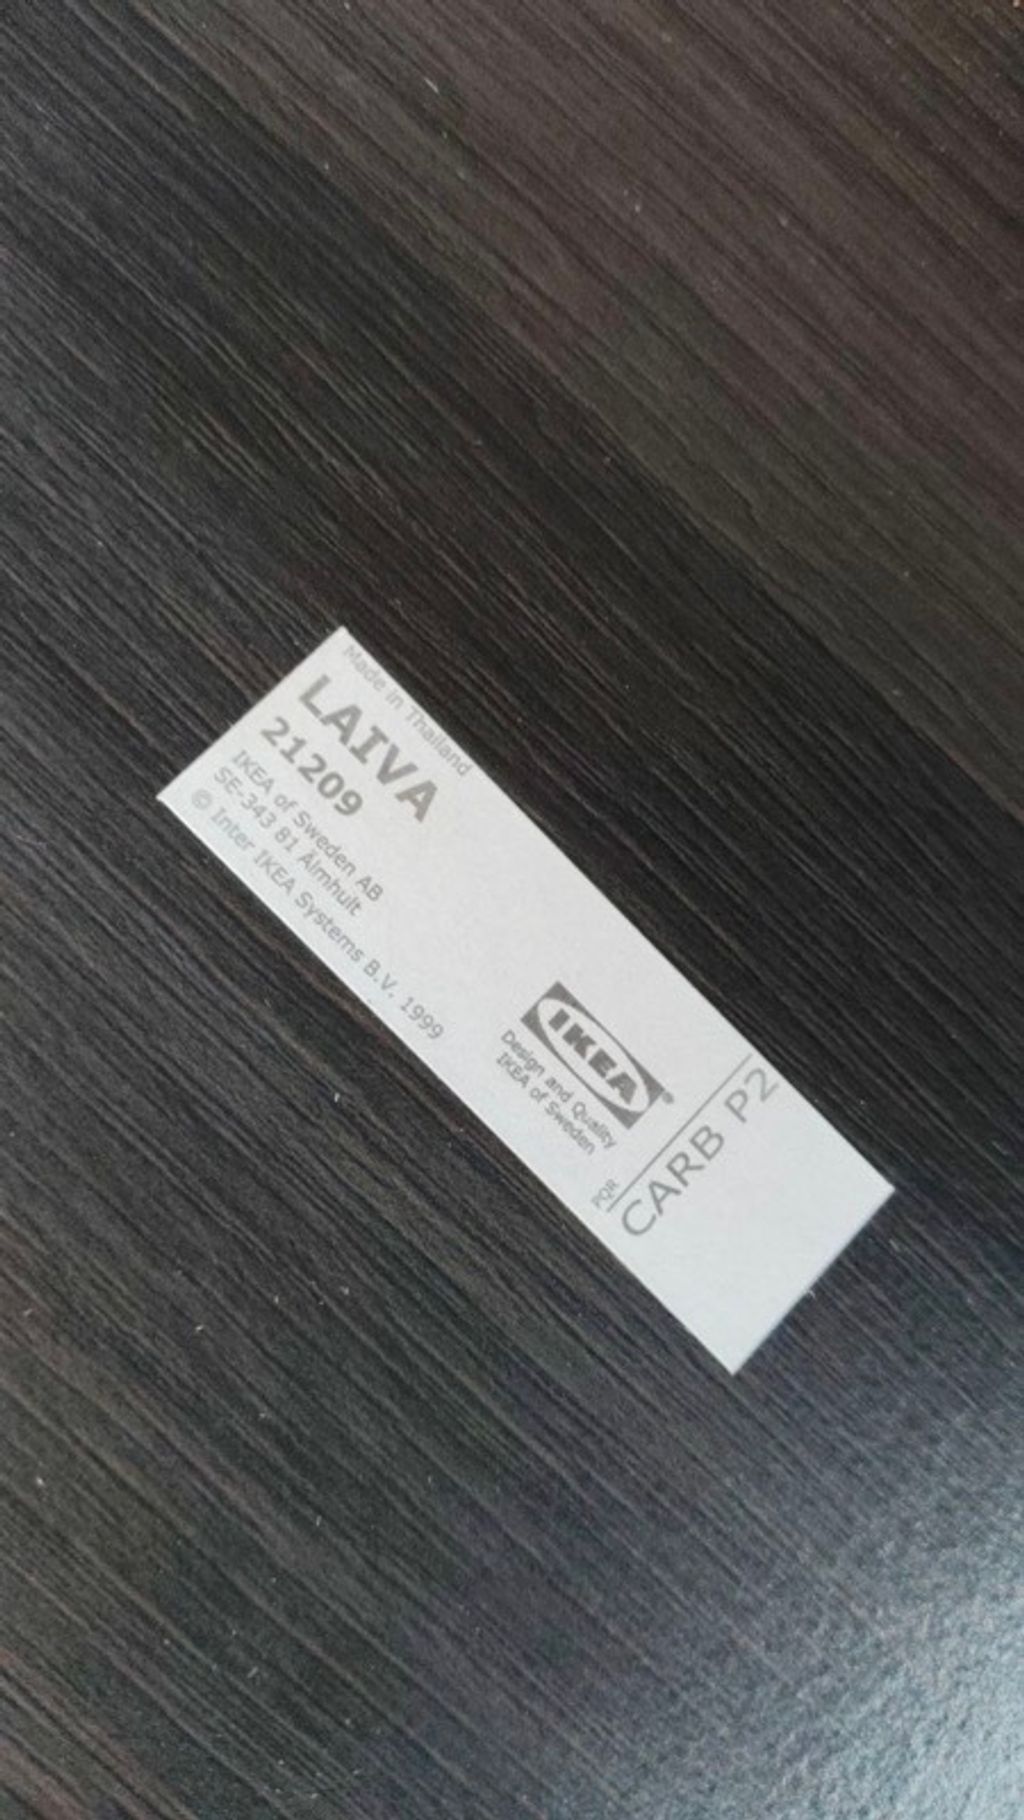 Made in Thailand
LAIVA
21209
IKEA of Sweden AB
SE-343 81 Älmhult
© Inter IKEA Systems B.V. 1999
IKEA®
Design and Quality
IKEA of Sweden
PQR
CARB P2